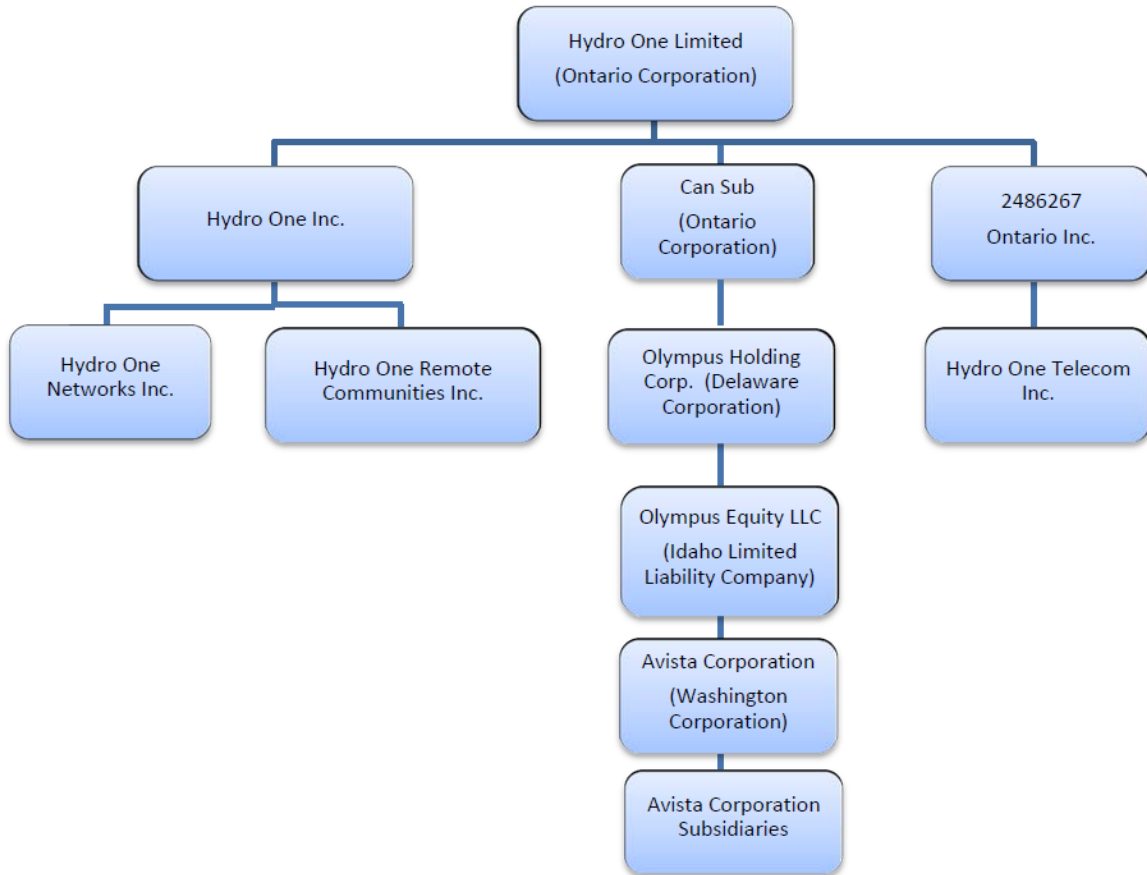 Hydro One Limited
(Ontario Corporation)
Hydro One Inc.
Can Sub
(Ontario
Corporation)
2486267
Ontario Inc.
Hydro One
Networks Inc.
Hydro One Remote
Communities Inc.
Olympus Holding
Corp. (Delaware
Corporation)
Hydro One Telecom
Inc.
Olympus Equity LLC
(Idaho Limited
Liability Company)
Avista Corporation
(Washington
Corporation)
Avista Corporation
Subsidiaries